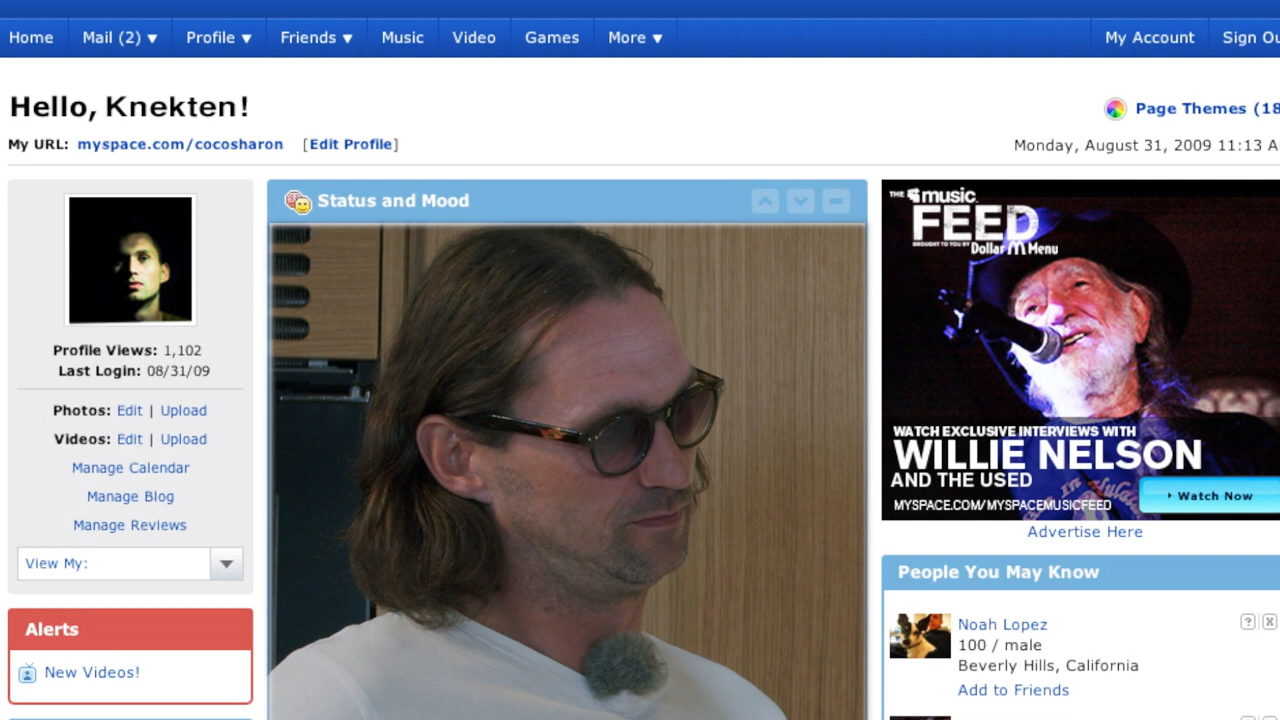 Home Mail (2) Profile Friends Music Video Games More My Account Sign Ou
Hello, Knekten!
Page Themes (18
My URL: myspace.com/cocosharon [Edit Profile]
Monday, August 31, 2009 11:13 A
Status and Mood
Profile Views: 1,102
Last Login: 08/31/09
Photos: Edit | Upload
Videos: Edit | Upload
Manage Calendar
Manage Blog
Manage Reviews
View My:
Alerts
New Videos!
THE music
FEED
BROUGHT TO YOU BY Dollar Menu
WATCH EXCLUSIVE INTERVIEWS WITH
WILLIE NELSON
AND THE USED
Watch Now
MYSPACE.COM/MYSPACEMUSICFEED
Advertise Here
People You May Know
Noah Lopez ? X
100 / male
Beverly Hills, California
Add to Friends